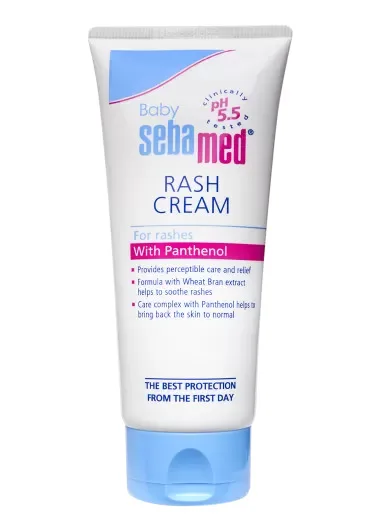 Baby
clinically
pH
5.5
tested
sebamed®
RASH
CREAM
For rashes
With Panthenol
• Provides perceptible care and relief
• Formula with Wheat Bran extract
helps to soothe rashes
• Care complex with Panthenol helps to
bring back the skin to normal
THE BEST PROTECTION
FROM THE FIRST DAY